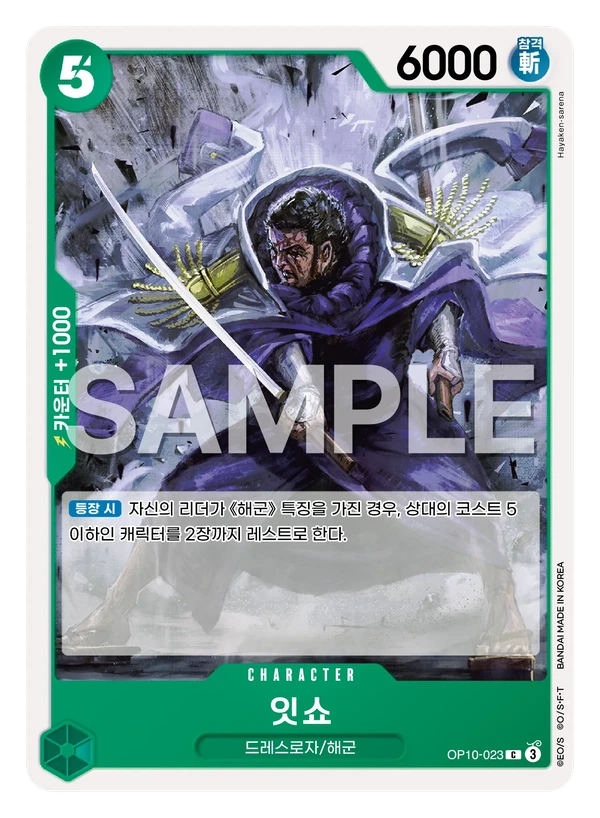 5
6000
참격
斬
Hayaken-sarena
카운터 +1000
SAMPLE
등장 시 자신의 리더가 《해군》 특징을 가진 경우, 상대의 코스트 5
이하인 캐릭터를 2장까지 레스트로 한다.
CHARACTER
잇쇼
드레스로자/해군
OP10-023 C 3
©EO/S ©O/S·F·T BANDAI MADE IN KOREA